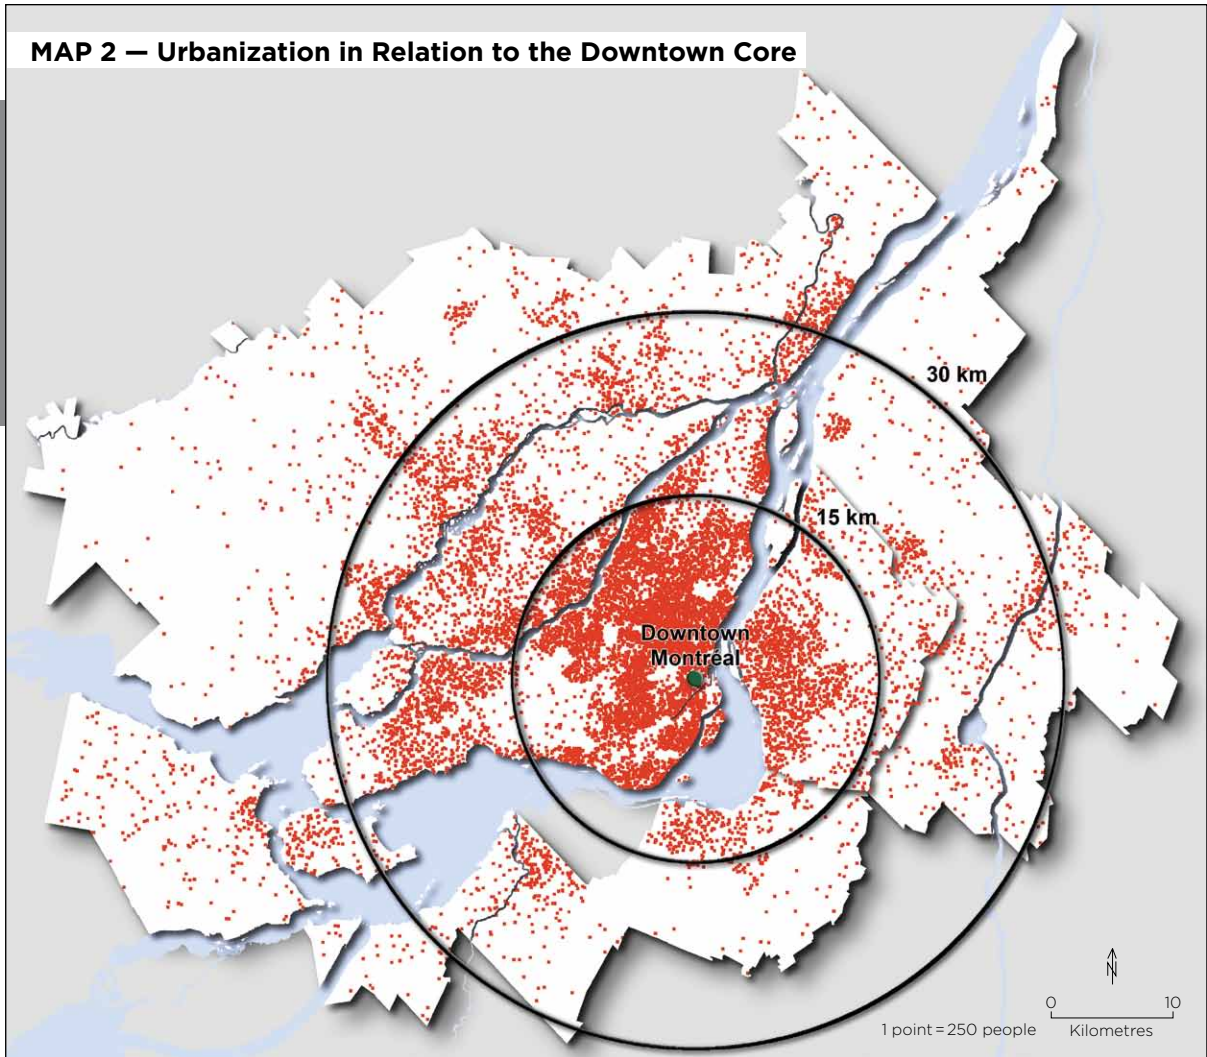 MAP 2 — Urbanization in Relation to the Downtown Core
30 km
15 km
Downtown
Montréal
N
0 10
1 point = 250 people Kilometres